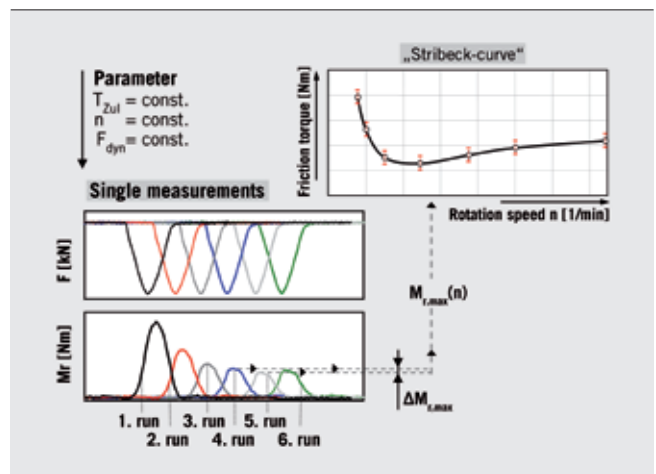 „Stribeck-curve“
Parameter
T_Zul = const.
n = const.
F_dyn = const.
Friction torque [Nm]
Rotation speed n [1/min]
Single measurements
F [kN]
M_r,max(n)
Mr [Nm]
ΔM_r,max
1. run 3. run 5. run
2. run 4. run 6. run